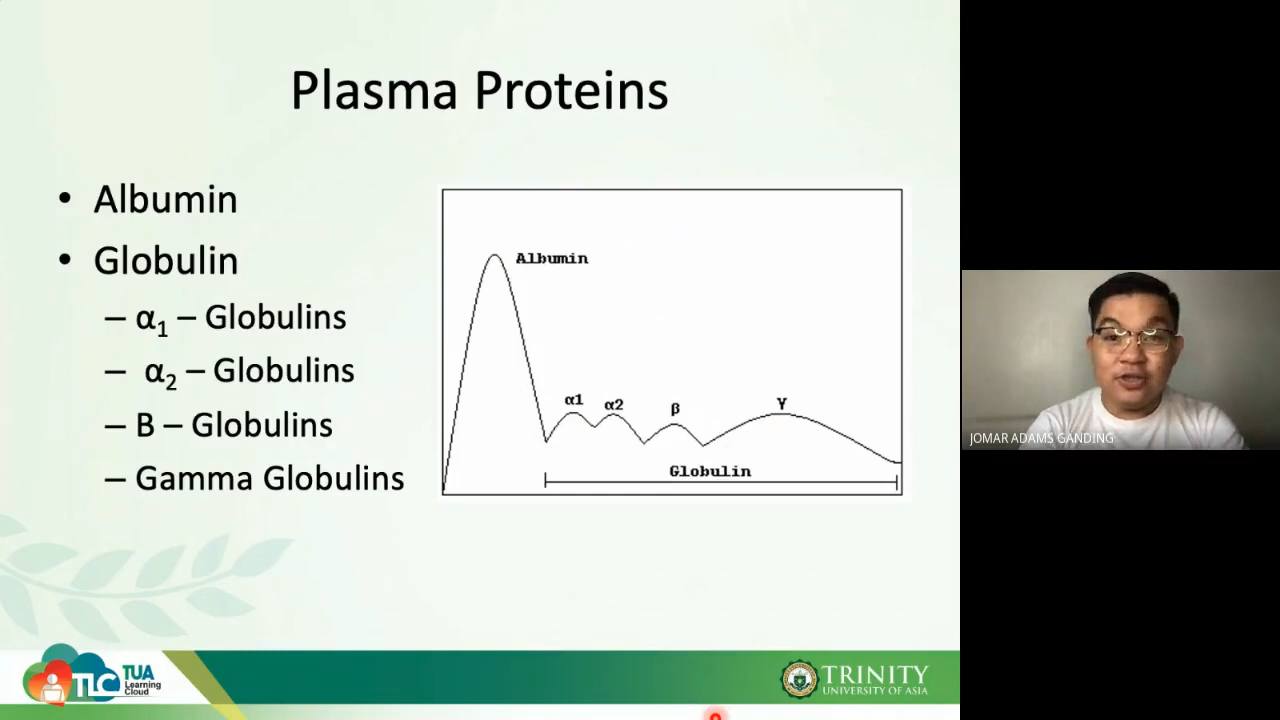 Plasma Proteins
• Albumin
• Globulin
– α₁ – Globulins
– α₂ – Globulins
– B – Globulins
– Gamma Globulins
Albumin
α1
α2
β
γ
Globulin
JOMAR ADAMS GANDING
TLC
TUA
Learning
Cloud
TRINITY
UNIVERSITY OF ASIA